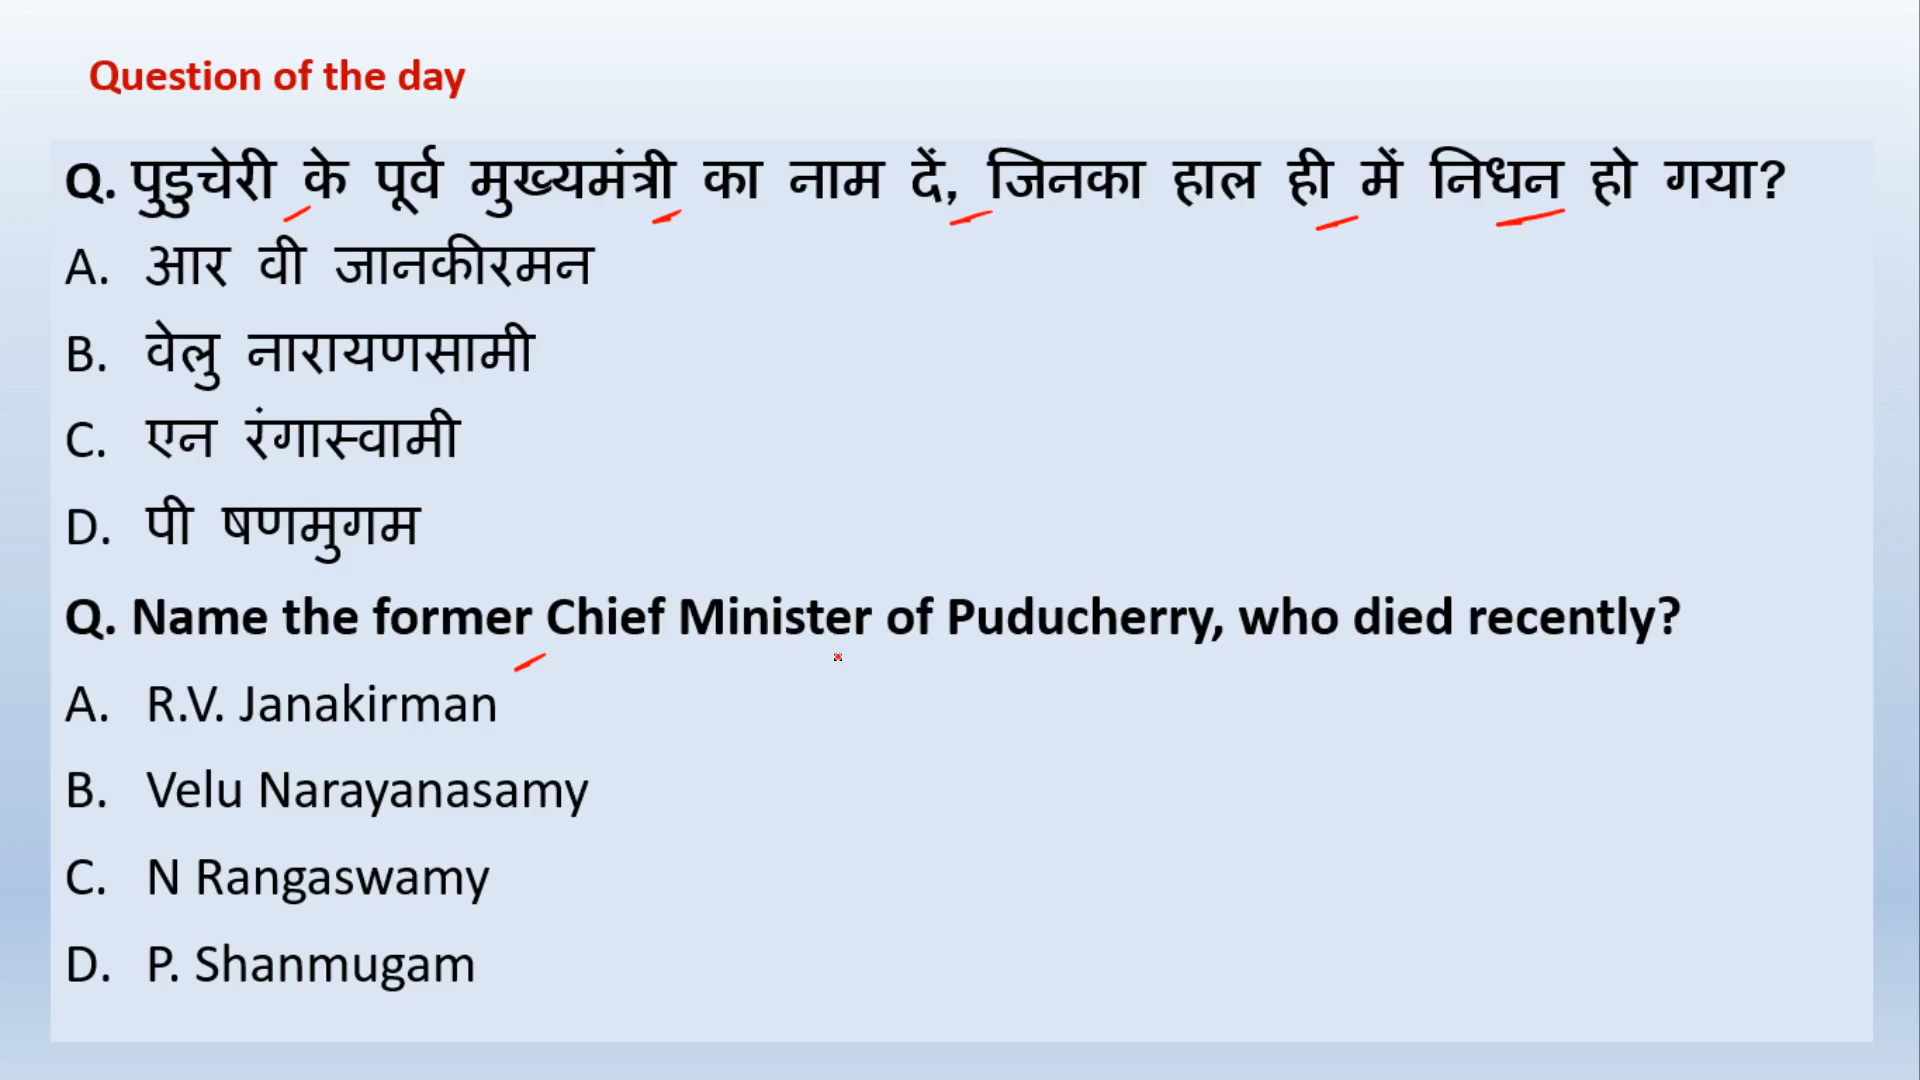 Question of the day
Q. पुडुचेरी के पूर्व मुख्यमंत्री का नाम दें, जिनका हाल ही में निधन हो गया?
A. आर वी जानकीरमन
B. वेलु नारायणसामी
C. एन रंगास्वामी
D. पी षणमुगम
Q. Name the former Chief Minister of Puducherry, who died recently?
A. R.V. Janakirman
B. Velu Narayanasamy
C. N Rangaswamy
D. P. Shanmugam